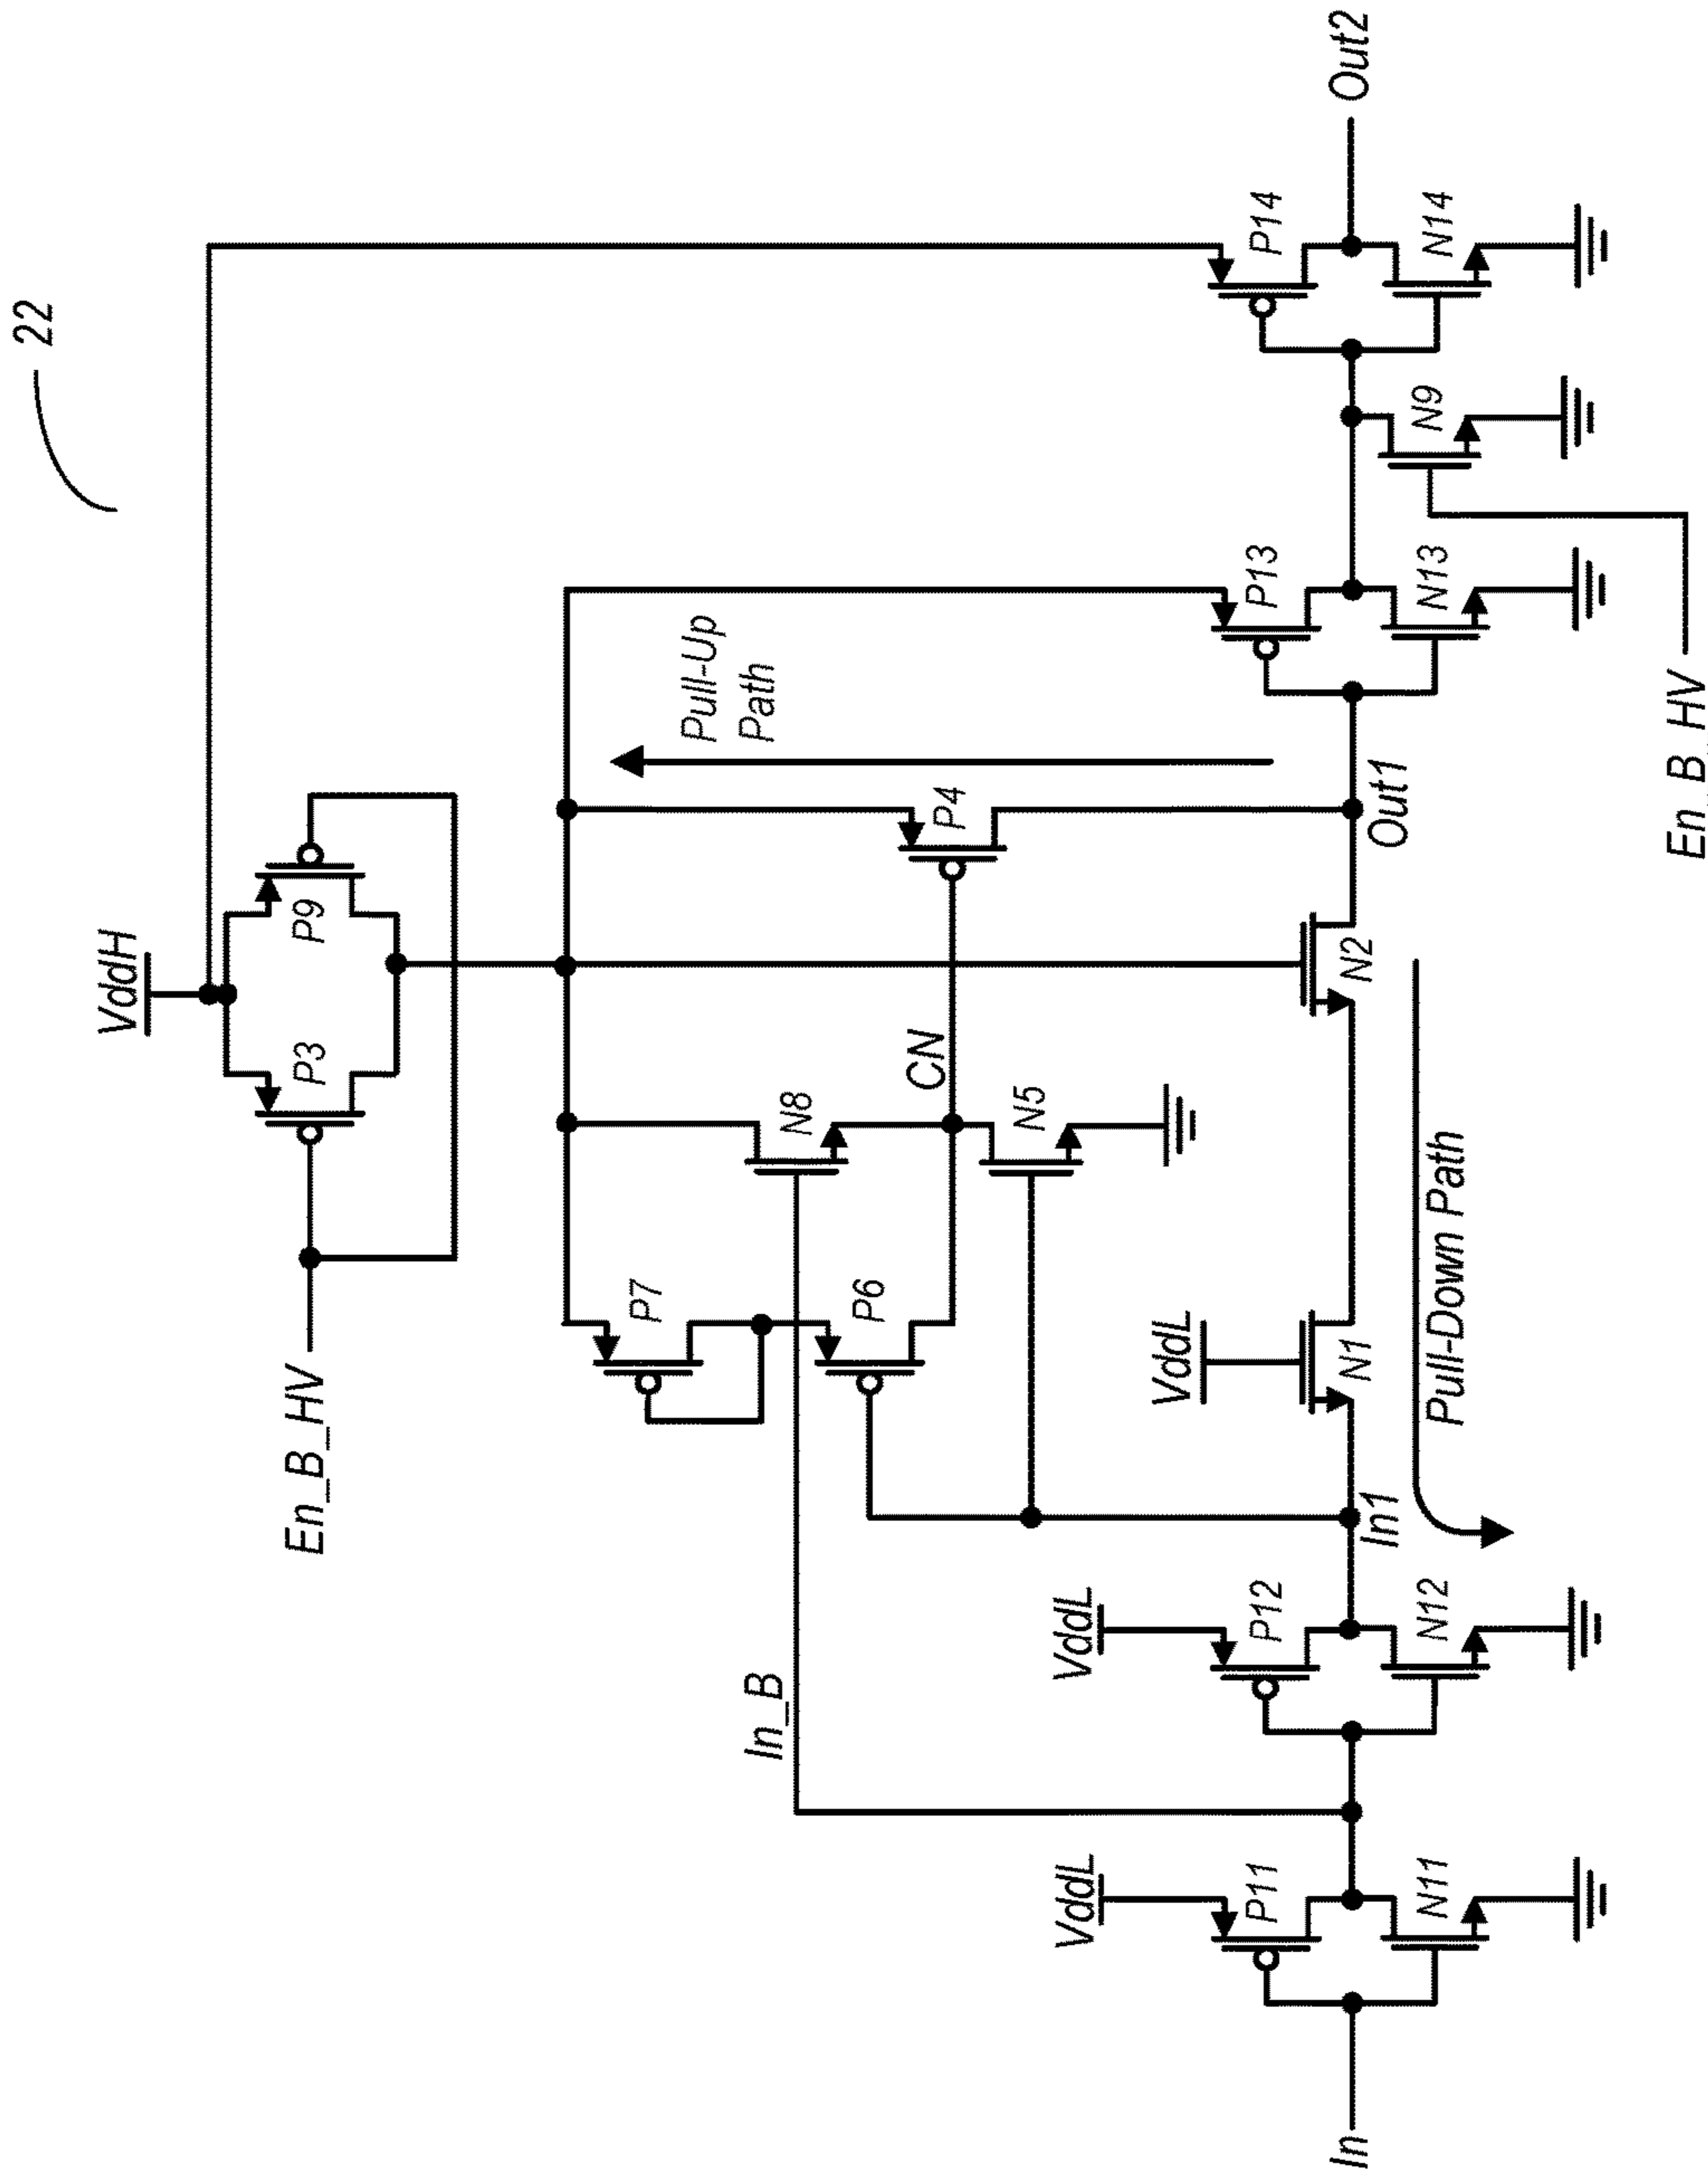 22
VddH
P3
P9
En_B_HV
P7
N8
P6
CN
N5
P4
Pull-Up
Path
In_B
VddL
P11
N11
VddL
P12
N12
In1
VddL
N1
N2
Pull-Down Path
Out1
P13
N13
N9
En_B_HV
P14
N14
In
Out2